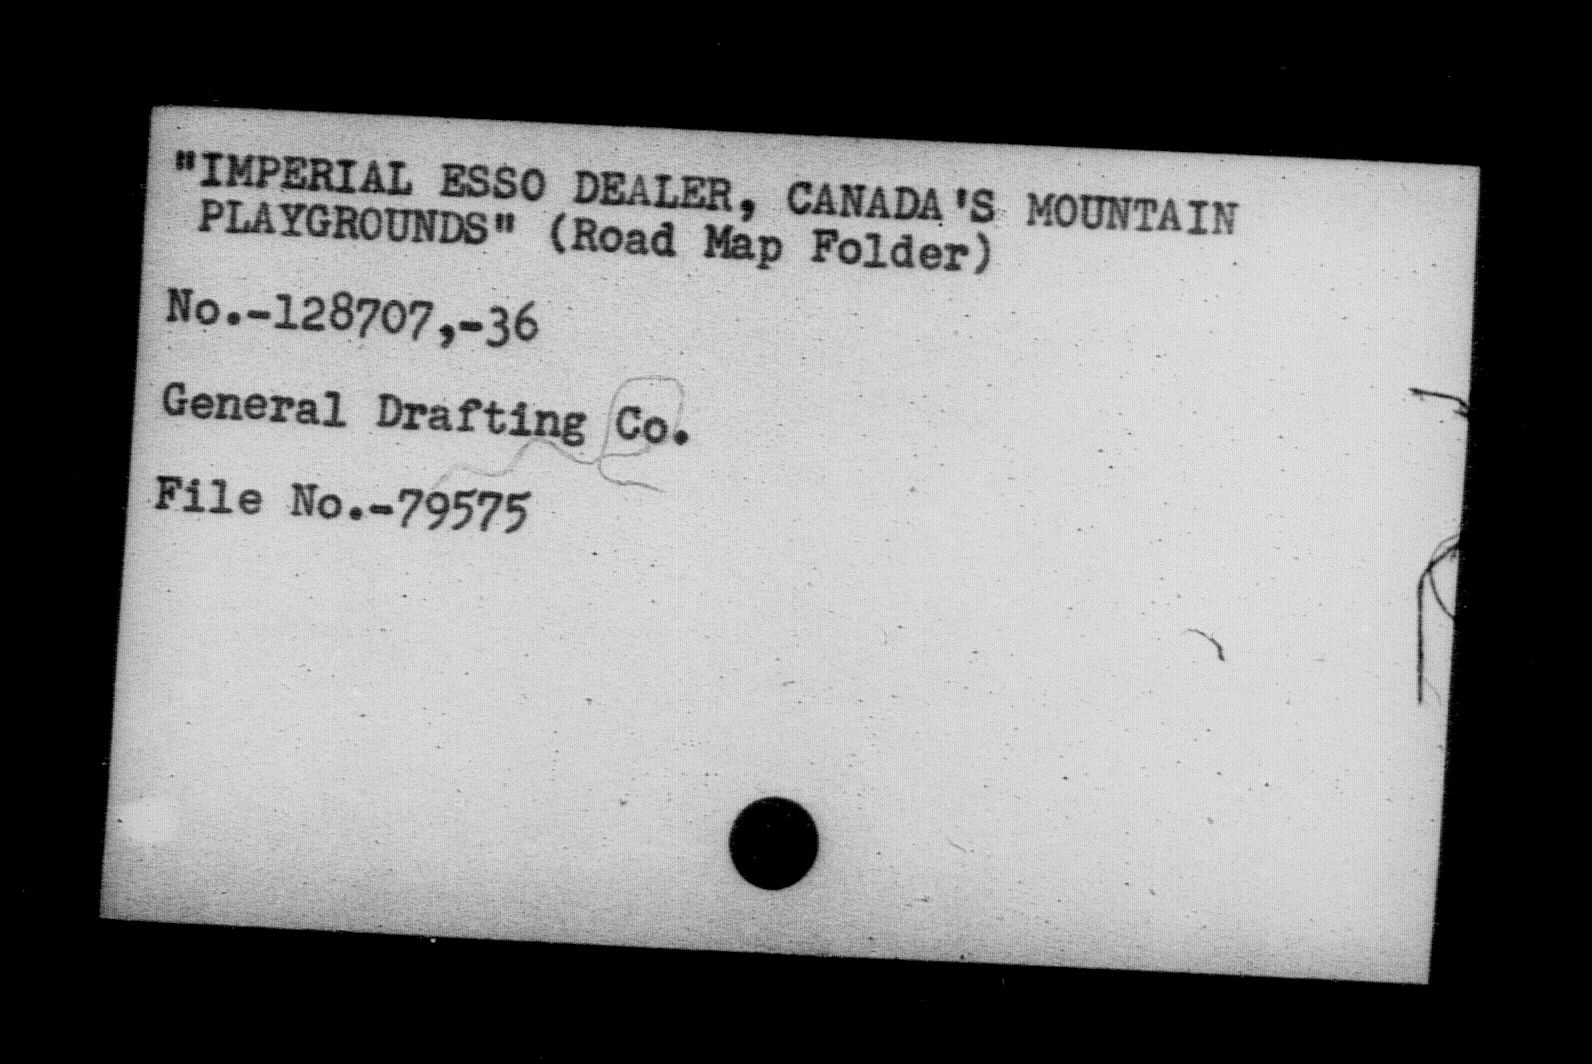 "IMPERIAL ESSO DEALER, CANADA'S MOUNTAIN
PLAYGROUNDS" (Road Map Folder)
No.-128707,-36
General Drafting Co.
File No.-79575